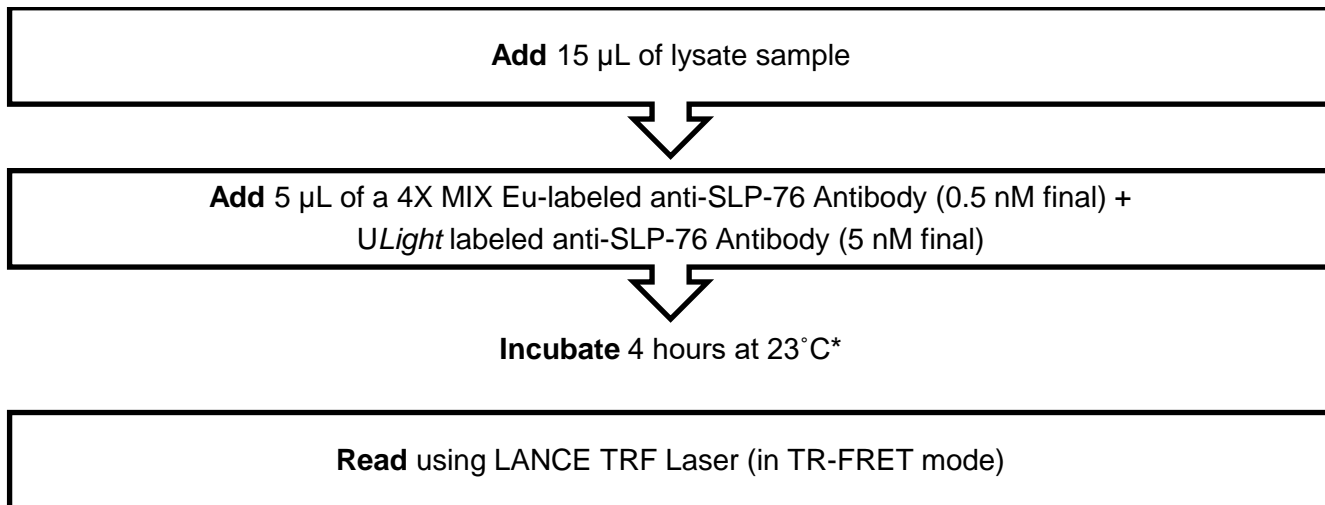 Add 15 µL of lysate sample
Add 5 µL of a 4X MIX Eu-labeled anti-SLP-76 Antibody (0.5 nM final) +
ULight labeled anti-SLP-76 Antibody (5 nM final)
Incubate 4 hours at 23˚C*
Read using LANCE TRF Laser (in TR-FRET mode)